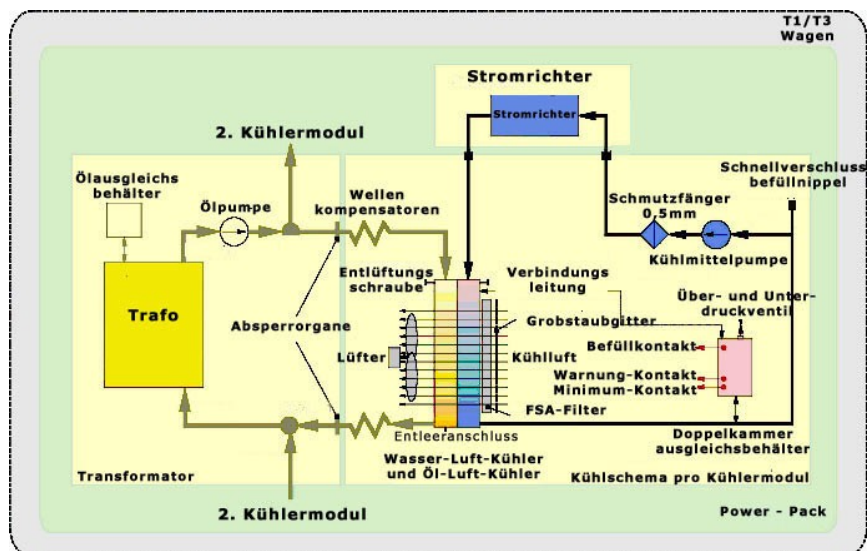 T1/T3
Wagen
Stromrichter
Stromrichter
2. Kühlermodul
Schnellverschluss
befüllnippel
Ölausgleichs
behälter
Ölpumpe
Wellen
kompensatoren
Schmutzfänger
0,5mm
Kühlmittelpumpe
Entlüftungs
schraube
Verbindungs
leitung
Über- und Unter-
druckventil
Trafo
Absperrorgane
Grobstaubgitter
Befüllkontakt
Lüfter
Kühlluft
Warnung-Kontakt
Minimum-Kontakt
FSA-Filter
Entleeranschluss
Doppelkammer
ausgleichsbehälter
Wasser-Luft-Kühler
und Öl-Luft-Kühler
Transformator
Kühlschema pro Kühlermodul
2. Kühlermodul
Power - Pack